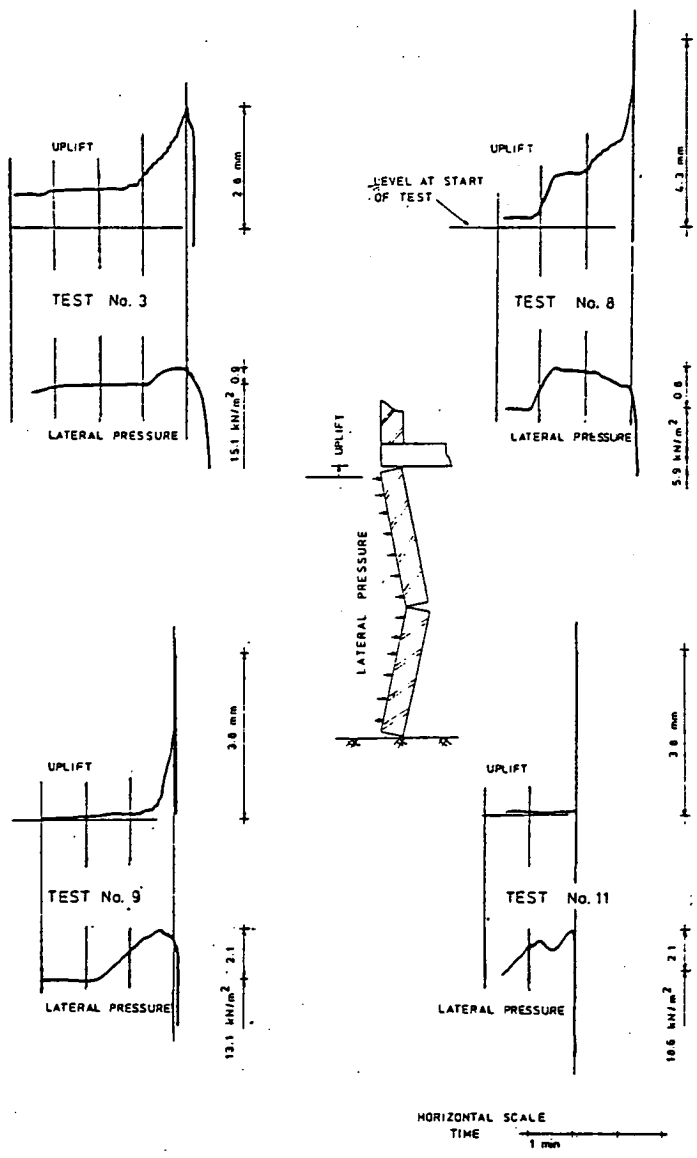 UPLIFT
2.6 mm
TEST No. 3
LATERAL PRESSURE
15.1 kN/m² 0.9
UPLIFT
LEVEL AT START
OF TEST
4.3 mm
TEST No. 8
LATERAL PRESSURE
5.9 kN/m² 0.8
UPLIFT
LATERAL PRESSURE
UPLIFT
3.8 mm
TEST No. 9
LATERAL PRESSURE
13.1 kN/m² 2.1
UPLIFT
3.8 mm
TEST No. 11
LATERAL PRESSURE
18.6 kN/m² 2.1
HORIZONTAL SCALE
TIME
1 min